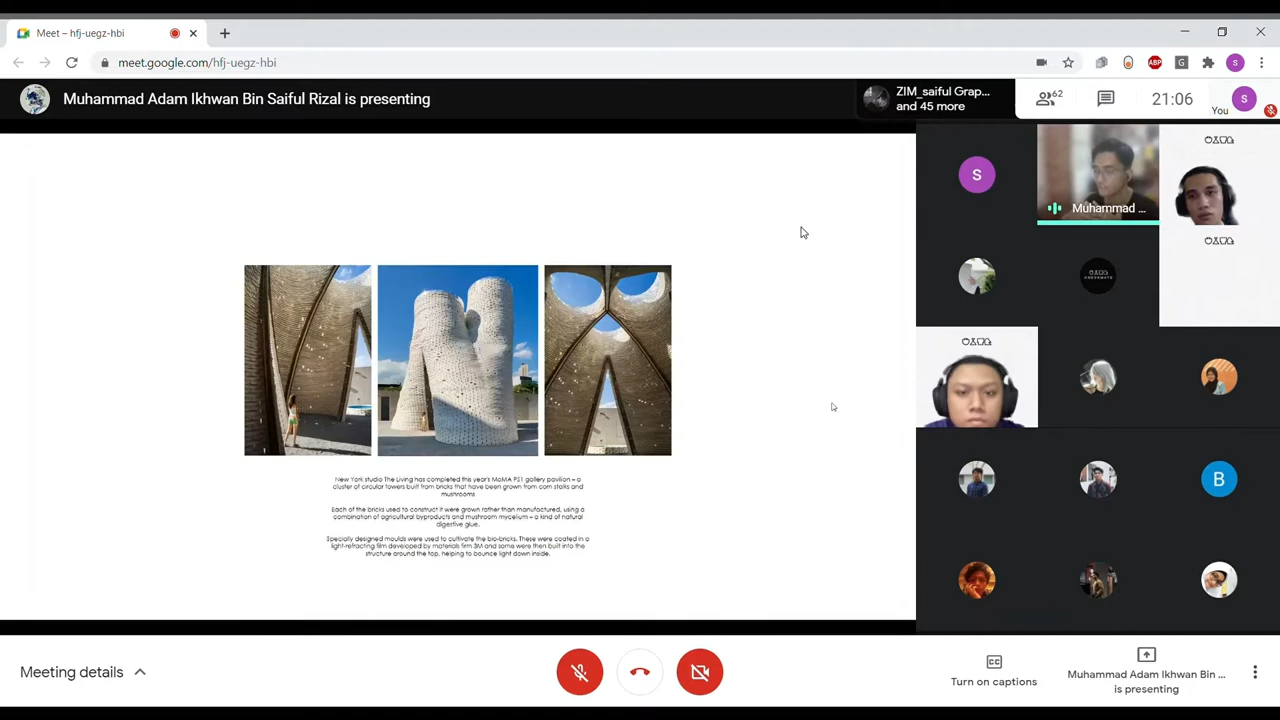 Meet – hfj-uegz-hbi
meet.google.com/hfj-uegz-hbi
ABP
G
S
Muhammad Adam Ikhwan Bin Saiful Rizal is presenting
ZIM_saiful Grap...
and 45 more
62
21:06
You
S
S
Muhammad ...
B
New York studio The Living has completed this year's MoMA PS1 gallery pavilion – a
cluster of circular towers built from bricks that have been grown from corn stalks and
mushrooms
Each of the bricks used to construct it were grown rather than manufactured, using a
combination of agricultural byproducts and mushroom mycelium – a kind of natural
digestive glue.
Specially designed moulds were used to cultivate the bio-bricks. These were coated in a
light-refracting film developed by materials firm 3M and some were then built into the
structure around the top, helping to bounce light down inside.
Meeting details
CC
Turn on captions
Muhammad Adam Ikhwan Bin ...
is presenting